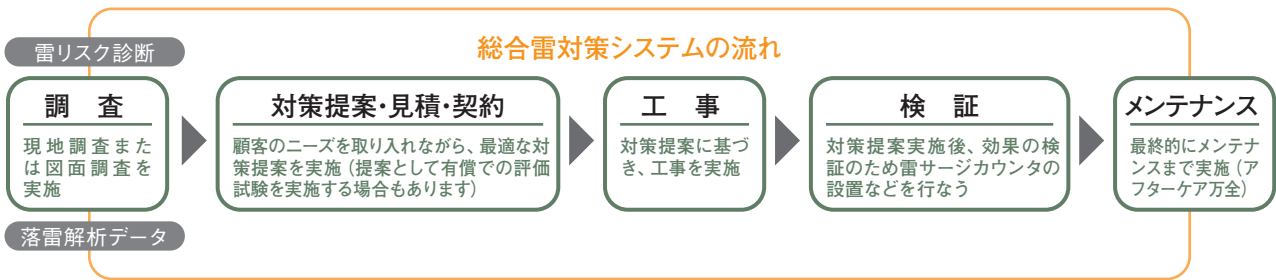 総合雷対策システムの流れ
雷リスク診断
調 査
現地調査また
は図面調査を
実施
落雷解析データ
対策提案・見積・契約
顧客のニーズを取り入れながら、最適な対
策提案を実施(提案として有償での評価
試験を実施する場合もあります)
工 事
対策提案に基づ
き、工事を実施
検 証
対策提案実施後、効果の検
証のため雷サージカウンタの
設置などを行なう
メンテナンス
最終的にメンテナ
ンスまで実施(ア
フターケア万全)